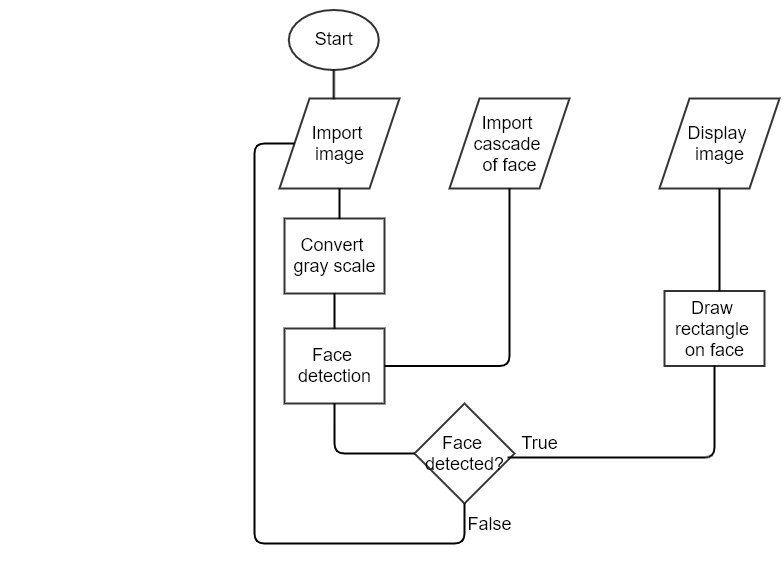 Start
Import
image
Import
cascade
of face
Display
image
Convert
gray scale
Draw
rectangle
on face
Face
detection
Face
detected?
True
False